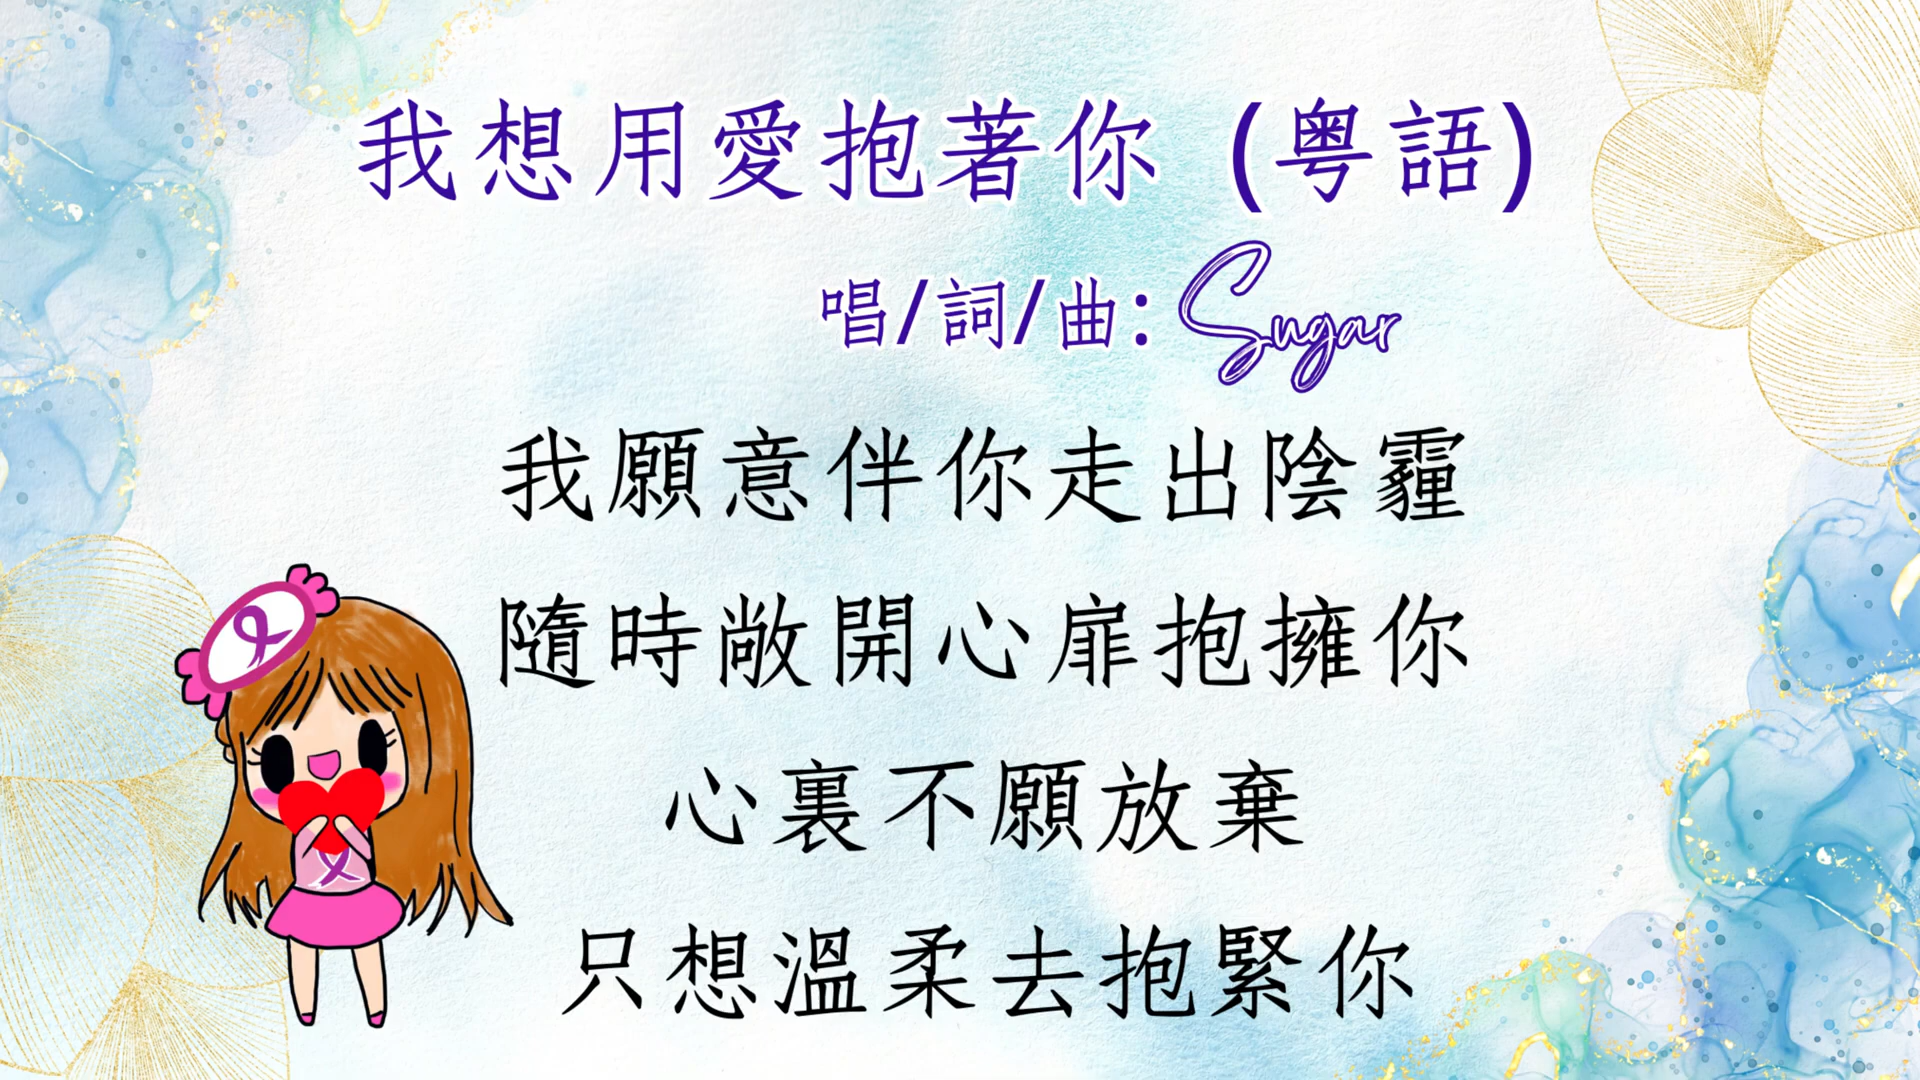 我想用愛抱著你 (粵語)
唱/詞/曲: Sugar
我願意伴你走出陰霾
隨時敞開心扉抱擁你
心裏不願放棄
只想溫柔去抱緊你